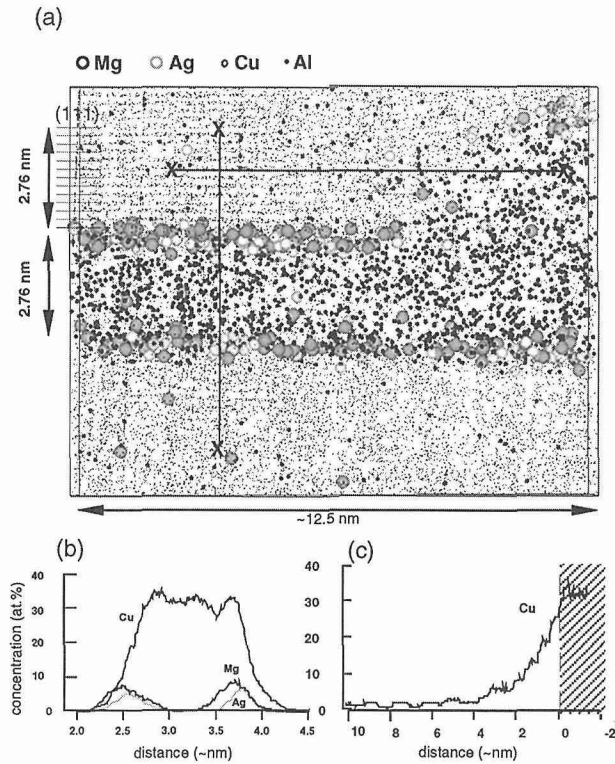 (a)
Mg Ag Cu Al
(111)
2.76 nm
2.76 nm
X
X X
X
~12.5 nm
(b) (c)
concentration (at.%)
40
30
20
10
0
Cu
Mg
Ag
2.0 2.5 3.0 3.5 4.0 4.5
distance (~nm)
40
30
20
10
0
Cu
10 8 6 4 2 0 -2
distance (~nm)